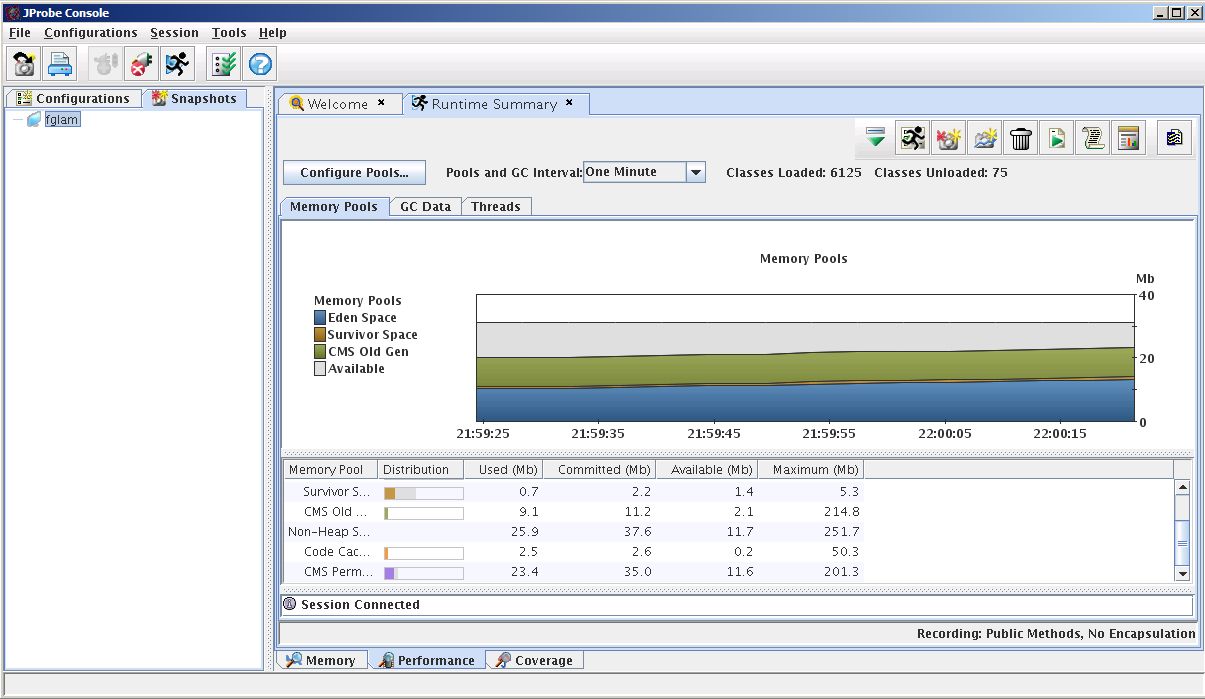 JProbe Console
File Configurations Session Tools Help
Configurations Snapshots
fglam
Welcome × Runtime Summary ×
Configure Pools... Pools and GC Interval: One Minute Classes Loaded: 6125 Classes Unloaded: 75
Memory Pools GC Data Threads
Memory Pools
Mb
40
20
0
Memory Pools
Eden Space
Survivor Space
CMS Old Gen
Available
21:59:25 21:59:35 21:59:45 21:59:55 22:00:05 22:00:15
Memory Pool Distribution Used (Mb) Committed (Mb) Available (Mb) Maximum (Mb)
Survivor S... 0.7 2.2 1.4 5.3
CMS Old ... 9.1 11.2 2.1 214.8
Non-Heap S... 25.9 37.6 11.7 251.7
Code Cac... 2.5 2.6 0.2 50.3
CMS Perm... 23.4 35.0 11.6 201.3
Session Connected
Recording: Public Methods, No Encapsulation
Memory Performance Coverage